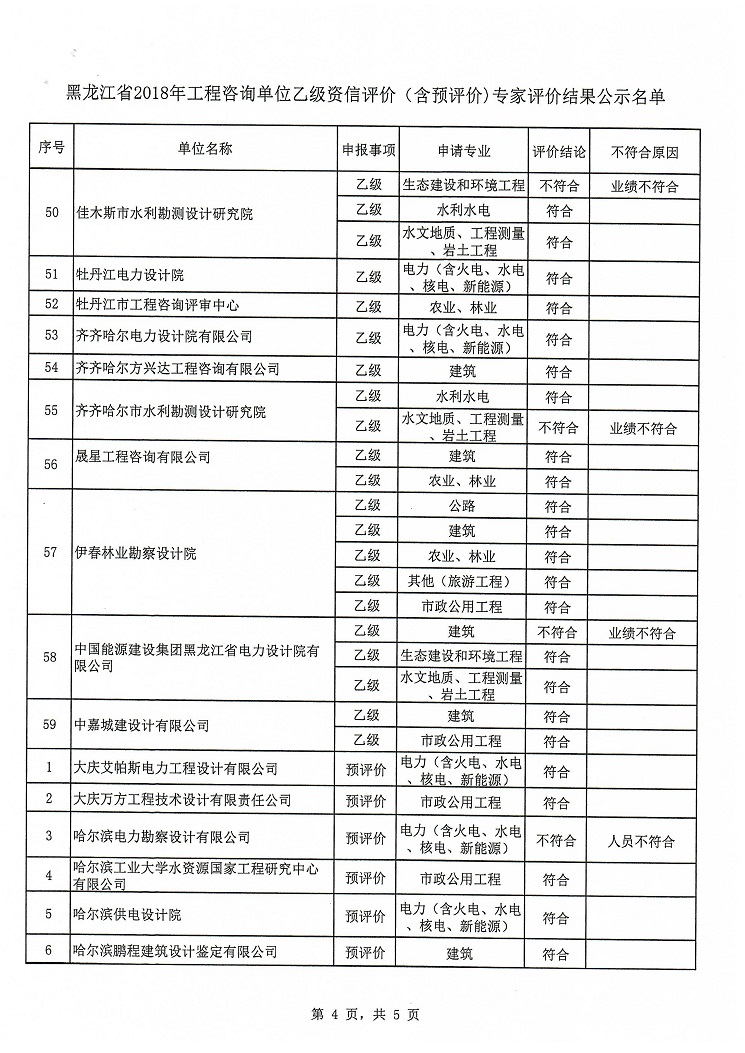 黑龙江省2018年工程咨询单位乙级资信评价（含预评价)专家评价结果公示名单
序号 单位名称 申报事项 申请专业 评价结论 不符合原因
50 佳木斯市水利勘测设计研究院 乙级 生态建设和环境工程 不符合 业绩不符合
乙级 水利水电 符合
乙级 水文地质、工程测量
、岩土工程 符合
51 牡丹江电力设计院 乙级 电力（含火电、水电
、核电、新能源） 符合
52 牡丹江市工程咨询评审中心 乙级 农业、林业 符合
53 齐齐哈尔电力设计院有限公司 乙级 电力（含火电、水电
、核电、新能源） 符合
54 齐齐哈尔方兴达工程咨询有限公司 乙级 建筑 符合
55 齐齐哈尔市水利勘测设计研究院 乙级 水利水电 符合
乙级 水文地质、工程测量
、岩土工程 不符合 业绩不符合
56 晟星工程咨询有限公司 乙级 建筑 符合
乙级 农业、林业 符合
57 伊春林业勘察设计院 乙级 公路 符合
乙级 建筑 符合
乙级 农业、林业 符合
乙级 其他（旅游工程） 符合
乙级 市政公用工程 符合
58 中国能源建设集团黑龙江省电力设计院有
限公司 乙级 建筑 不符合 业绩不符合
乙级 生态建设和环境工程 符合
乙级 水文地质、工程测量
、岩土工程 符合
59 中嘉城建设计有限公司 乙级 建筑 符合
乙级 市政公用工程 符合
1 大庆艾帕斯电力工程设计有限公司 预评价 电力（含火电、水电
、核电、新能源） 符合
2 大庆万方工程技术设计有限责任公司 预评价 市政公用工程 符合
3 哈尔滨电力勘察设计有限公司 预评价 电力（含火电、水电
、核电、新能源） 不符合 人员不符合
4 哈尔滨工业大学水资源国家工程研究中心
有限公司 预评价 市政公用工程 符合
5 哈尔滨供电设计院 预评价 电力（含火电、水电
、核电、新能源） 符合
6 哈尔滨鹏程建筑设计鉴定有限公司 预评价 建筑 符合
第 4 页，共 5 页